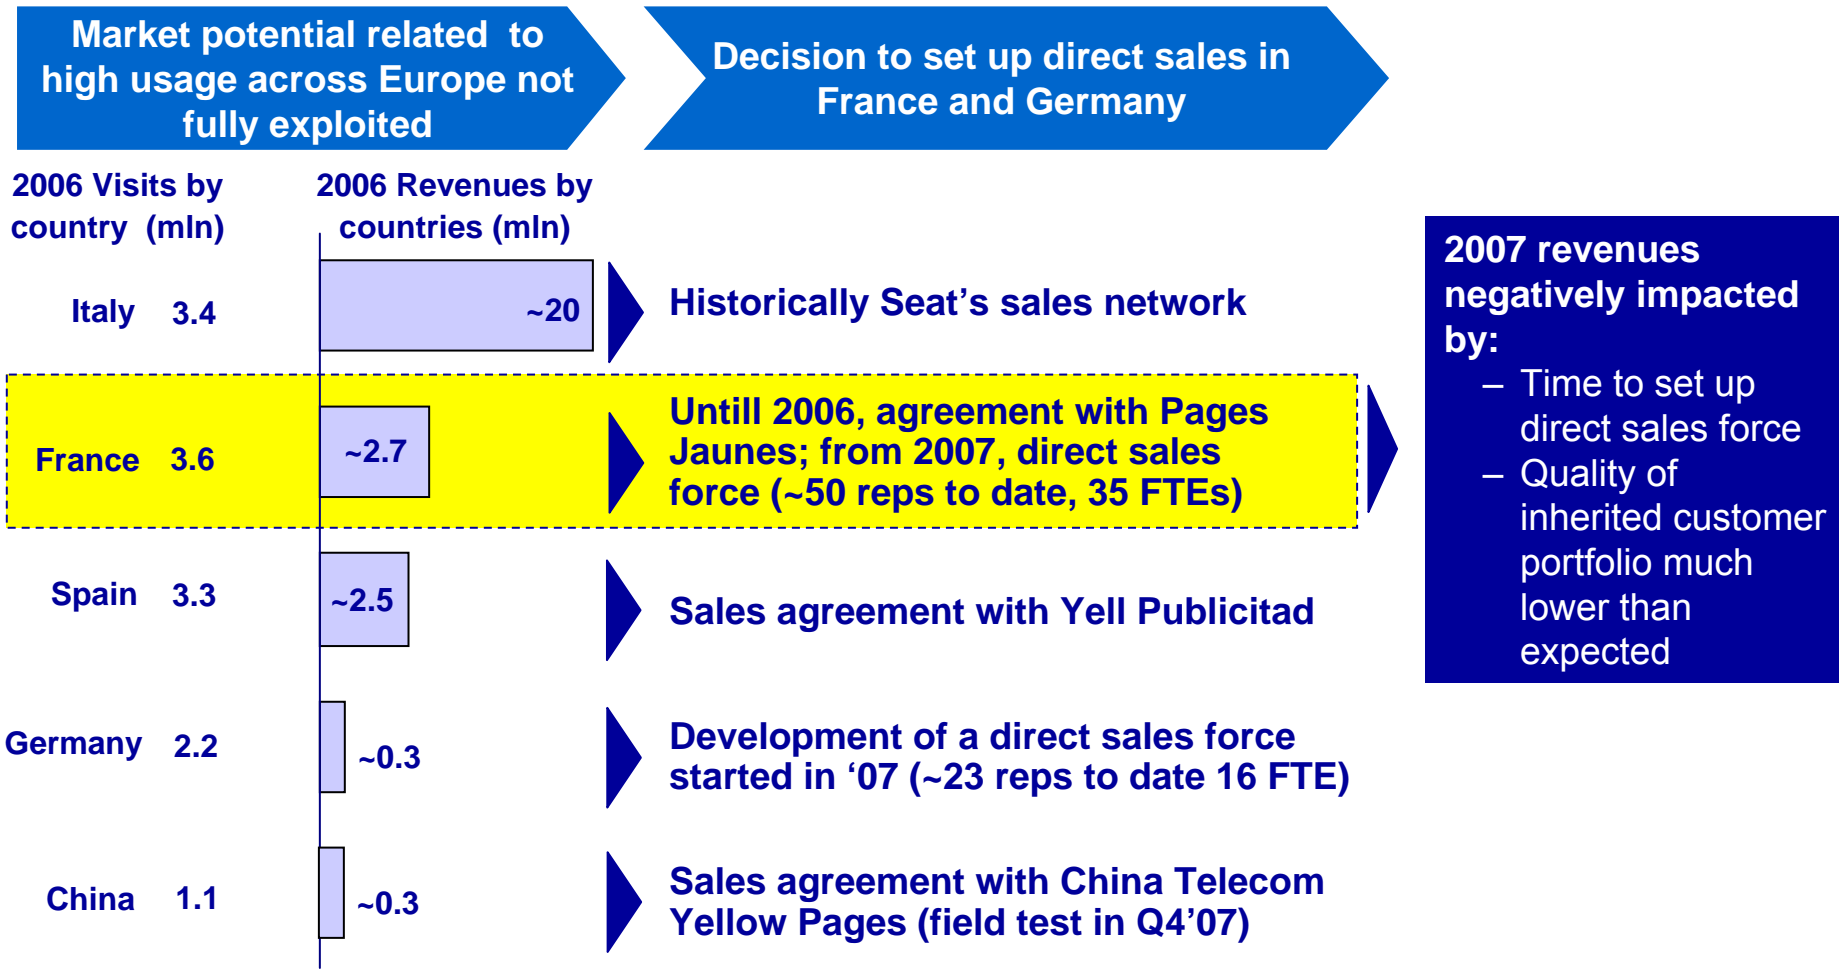 Market potential related to
high usage across Europe not
fully exploited
Decision to set up direct sales in
France and Germany
2006 Visits by
country (mln)
2006 Revenues by
countries (mln)
Italy 3.4
~20
Historically Seat's sales network
France 3.6
~2.7
Untill 2006, agreement with Pages
Jaunes; from 2007, direct sales
force (~50 reps to date, 35 FTEs)
Spain 3.3
~2.5
Sales agreement with Yell Publicitad
Germany 2.2
~0.3
Development of a direct sales force
started in ‘07 (~23 reps to date 16 FTE)
China 1.1
~0.3
Sales agreement with China Telecom
Yellow Pages (field test in Q4’07)
2007 revenues
negatively impacted
by:
– Time to set up
direct sales force
– Quality of
inherited customer
portfolio much
lower than
expected